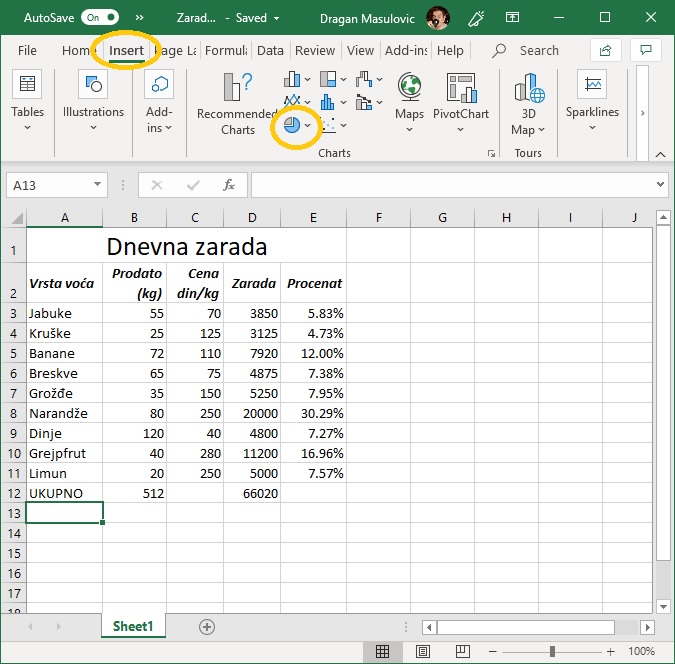 AutoSave On » Zarad... - Saved Dragan Masulovic
File Home Insert Page La Formula Data Review View Add-ins Help Search
Tables Illustrations Add-ins Recommended Charts Maps PivotChart 3D Map Sparklines
Charts Tours
A13 fx
A B C D E F G H I J
1 Dnevna zarada
2 Vrsta voća Prodato (kg) Cena din/kg Zarada Procenat
3 Jabuke 55 70 3850 5.83%
4 Kruške 25 125 3125 4.73%
5 Banane 72 110 7920 12.00%
6 Breskve 65 75 4875 7.38%
7 Grožđe 35 150 5250 7.95%
8 Narandže 80 250 20000 30.29%
9 Dinje 120 40 4800 7.27%
10 Grejpfrut 40 280 11200 16.96%
11 Limun 20 250 5000 7.57%
12 UKUPNO 512 66020
13
14
15
16
17
18
Sheet1
100%